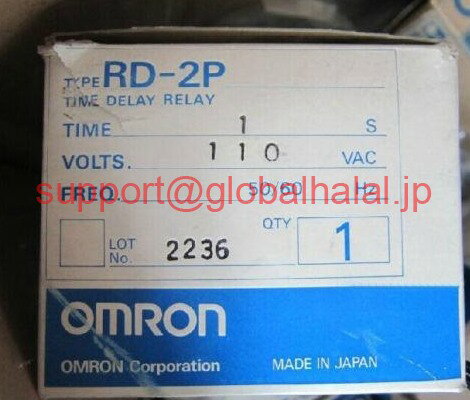 TYPE RD-2P
TIME DELAY RELAY
TIME 1 S
VOLTS. 110 VAC
support@globalhalal.jp
FREQ. 50/60 Hz
LOT No. 2236 QTY 1
OMRON
OMRON Corporation MADE IN JAPAN